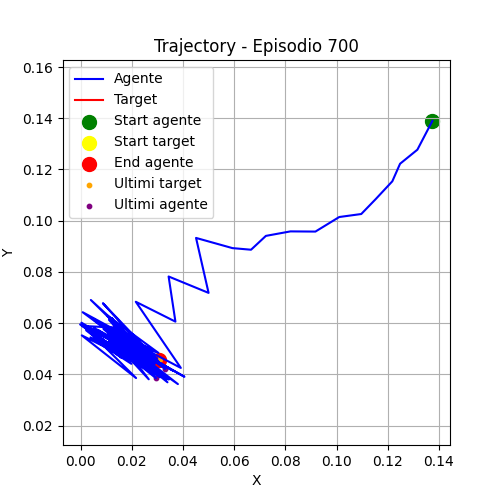 Trajectory - Episodio 700
Agente
Target
Start agente
Start target
End agente
Ultimi target
Ultimi agente
0.16
0.14
0.12
0.10
0.08
0.06
0.04
0.02
Y
0.00 0.02 0.04 0.06 0.08 0.10 0.12 0.14
X